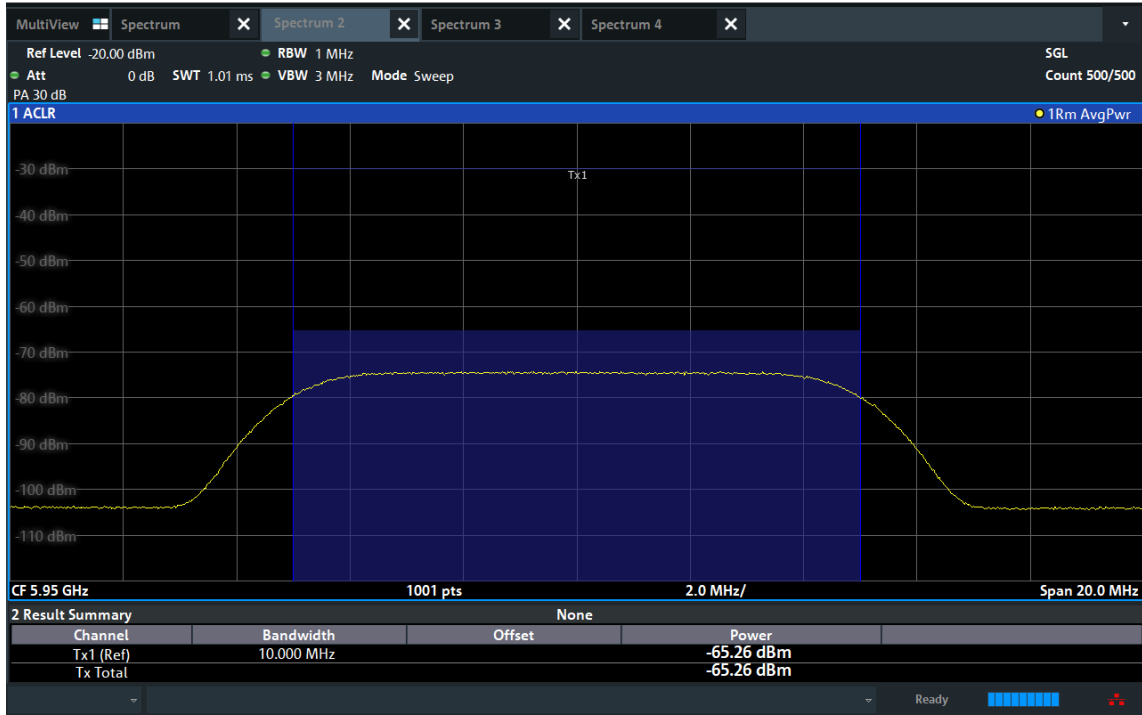 MultiView Spectrum Spectrum 2 Spectrum 3 Spectrum 4
Ref Level -20.00 dBm RBW 1 MHz SGL
Att 0 dB SWT 1.01 ms VBW 3 MHz Mode Sweep Count 500/500
PA 30 dB
1 ACLR 1Rm AvgPwr
-30 dBm
Tx1
-40 dBm
-50 dBm
-60 dBm
-70 dBm
-80 dBm
-90 dBm
-100 dBm
-110 dBm
CF 5.95 GHz 1001 pts 2.0 MHz/ Span 20.0 MHz
2 Result Summary None
Channel Bandwidth Offset Power
Tx1 (Ref) 10.000 MHz -65.26 dBm
Tx Total -65.26 dBm
Ready